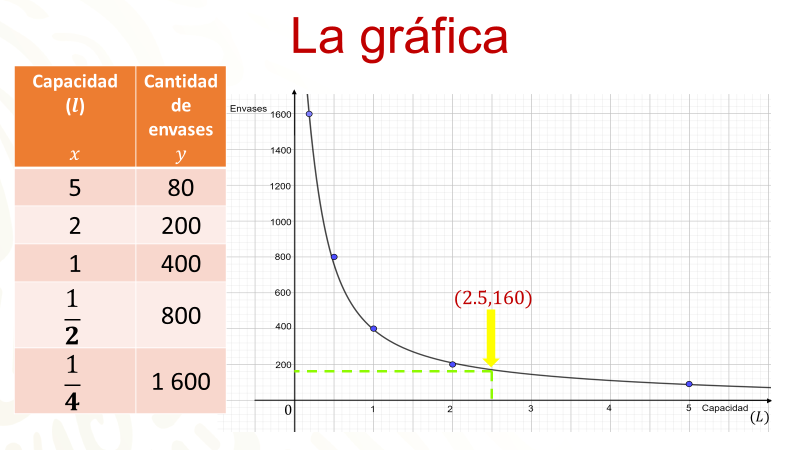 La gráfica
Capacidad
(l)
x
Cantidad
de
envases
y
5 80
2 200
1 400
1/2 800
1/4 1 600
Envases
1600
1400
1200
1000
800
600
400
200
(2.5,160)
0 1 2 3 4 5 Capacidad
(L)